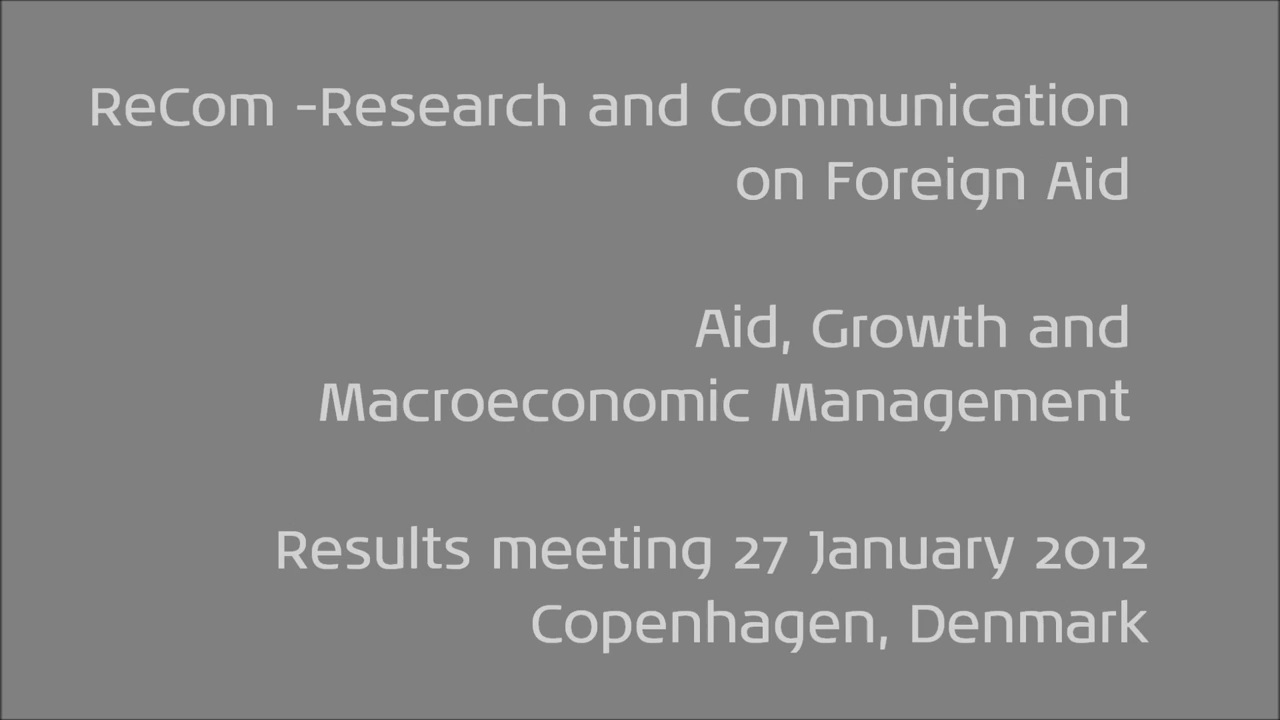 ReCom -Research and Communication
on Foreign Aid
Aid, Growth and
Macroeconomic Management
Results meeting 27 January 2012
Copenhagen, Denmark